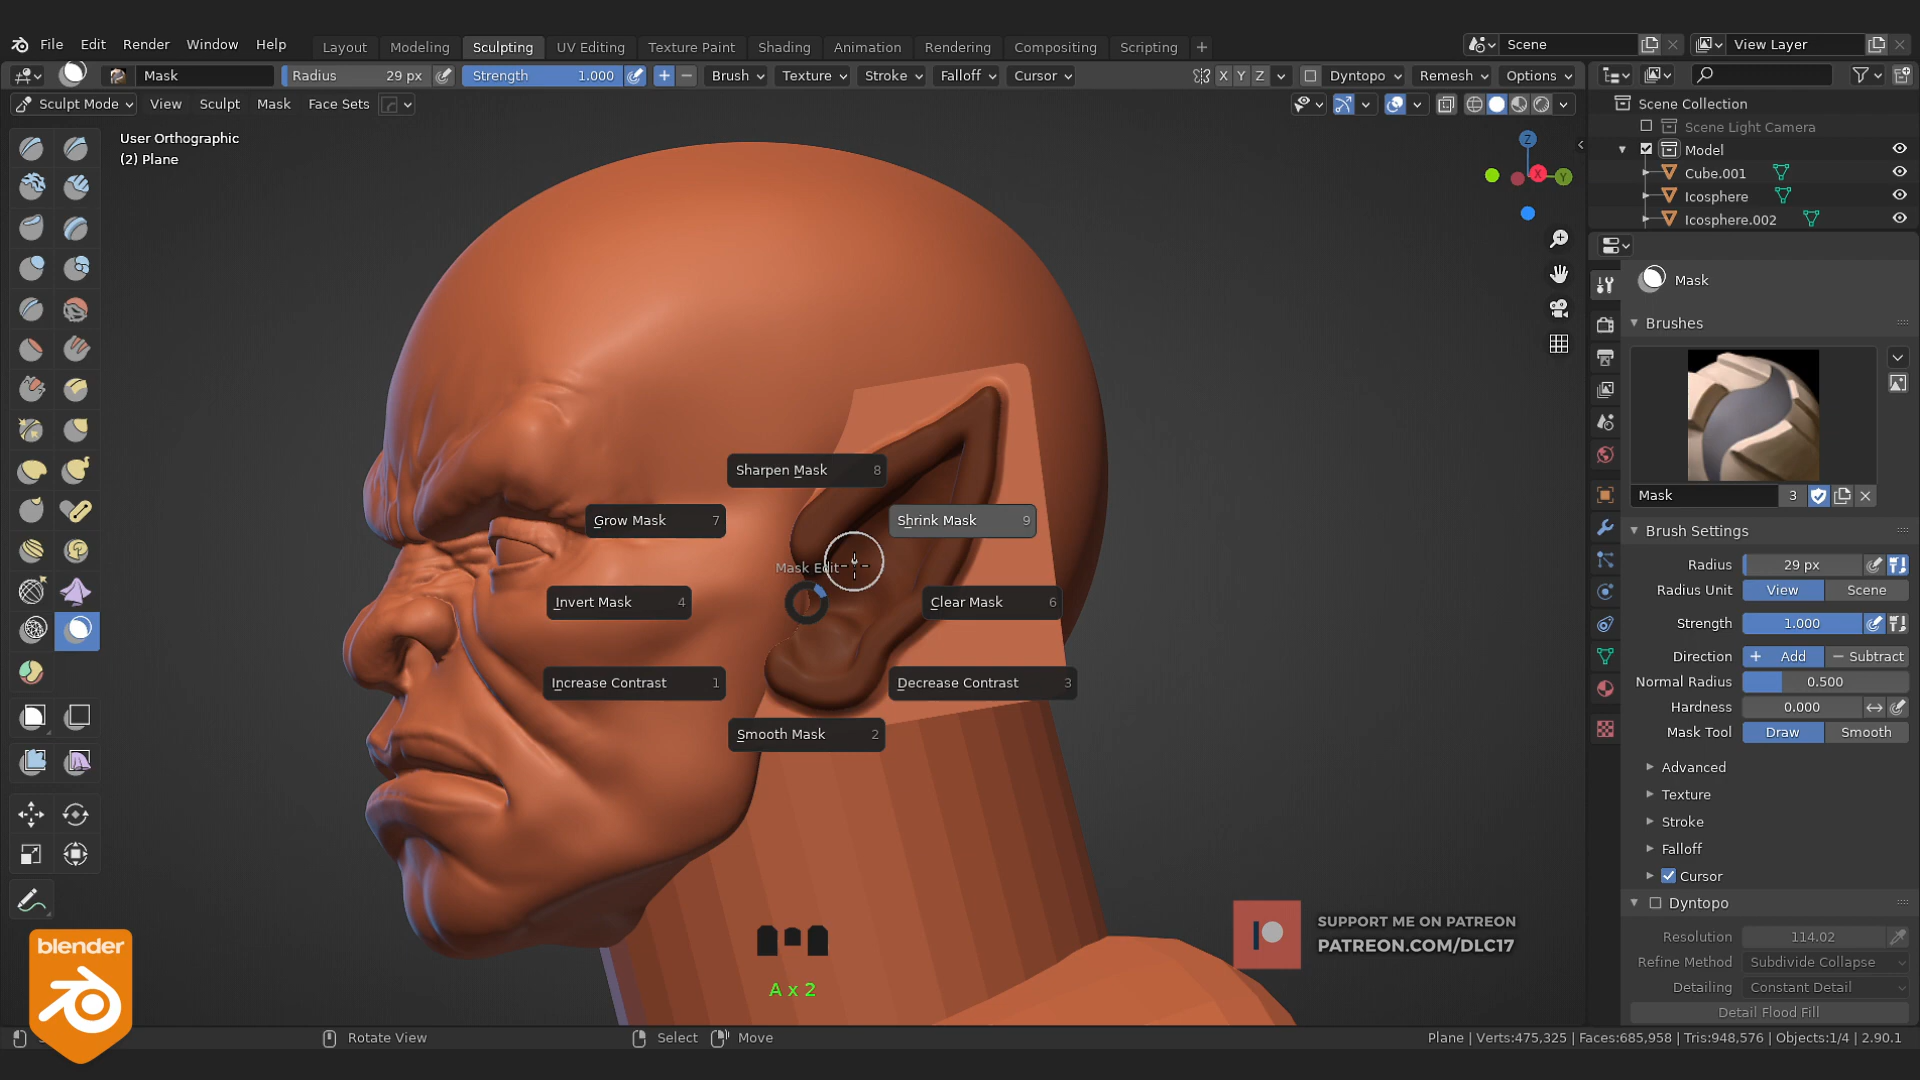 File Edit Render Window Help Layout Modeling Sculpting UV Editing Texture Paint Shading Animation Rendering Compositing Scripting + Scene View Layer
Mask Radius 29 px Strength 1.000 Brush Texture Stroke Falloff Cursor X Y Z Dyntopo Remesh Options
Sculpt Mode View Sculpt Mask Face Sets
User Orthographic
(2) Plane
Z
X
Y
Sharpen Mask 8
Grow Mask 7
Shrink Mask 9
Mask Edit
Invert Mask 4
Clear Mask 6
Increase Contrast 1
Decrease Contrast 3
Smooth Mask 2
A x 2
blender
SUPPORT ME ON PATREON
PATREON.COM/DLC17
Scene Collection
Scene Light Camera
Model
Cube.001
Icosphere
Icosphere.002
Mask
Brushes
Mask 3
Brush Settings
Radius 29 px
Radius Unit View Scene
Strength 1.000
Direction + Add − Subtract
Normal Radius 0.500
Hardness 0.000
Mask Tool Draw Smooth
Advanced
Texture
Stroke
Falloff
Cursor
Dyntopo
Resolution 114.02
Refine Method Subdivide Collapse
Detailing Constant Detail
Detail Flood Fill
Rotate View Select Move Plane | Verts:475,325 | Faces:685,958 | Tris:948,576 | Objects:1/4 | 2.90.1